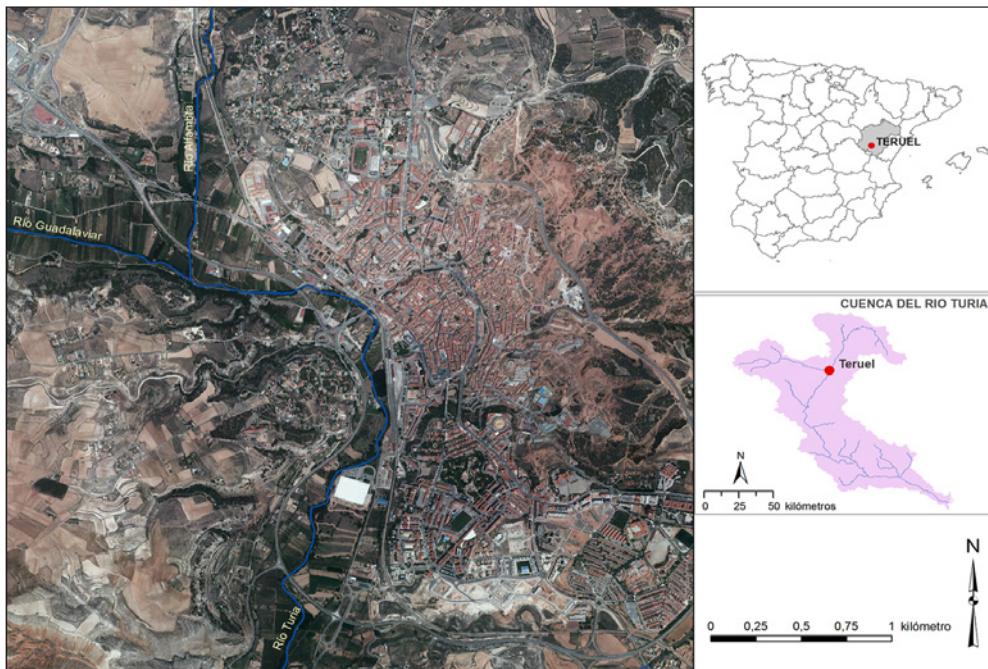 Río Alfambra
Río Guadalaviar
Río Turia
TERUEL
CUENCA DEL RIO TURIA
Teruel
N
0 25 50 kilómetros
N
0 0,25 0,5 0,75 1 kilómetro